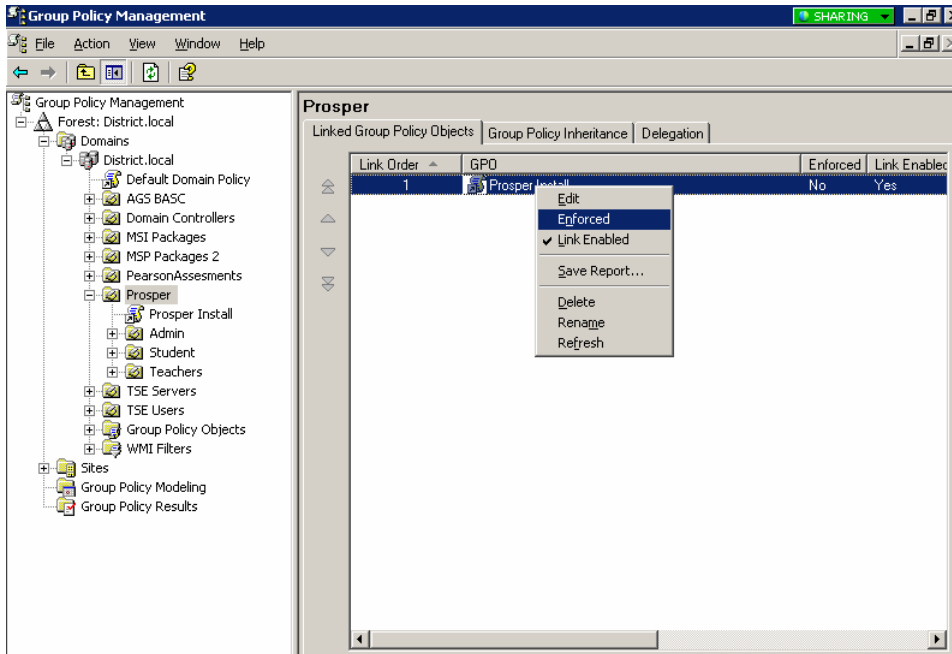 Group Policy Management
SHARING
File Action View Window Help
Group Policy Management
Forest: District.local
Domains
District.local
Default Domain Policy
AGS BASC
Domain Controllers
MSI Packages
MSP Packages 2
PearsonAssesments
Prosper
Prosper Install
Admin
Student
Teachers
TSE Servers
TSE Users
Group Policy Objects
WMI Filters
Sites
Group Policy Modeling
Group Policy Results
Prosper
Linked Group Policy Objects Group Policy Inheritance Delegation
Link Order GPO Enforced Link Enabled
1 Prosper Install No Yes
Edit
Enforced
Link Enabled
Save Report...
Delete
Rename
Refresh